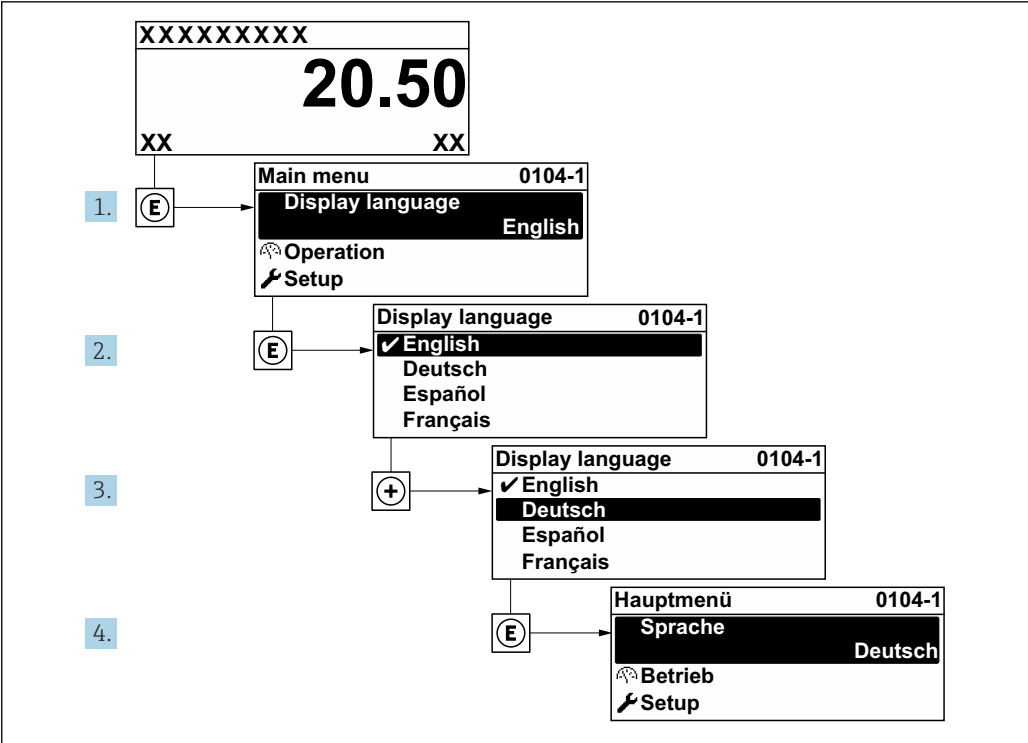 XXXXXXXXX
20.50
XX XX
1.
E
Main menu 0104-1
Display language
English
Operation
Setup
2.
E
Display language 0104-1
✔English
Deutsch
Español
Français
3.
+
Display language 0104-1
✔English
Deutsch
Español
Français
4.
E
Hauptmenü 0104-1
Sprache
Deutsch
Betrieb
Setup